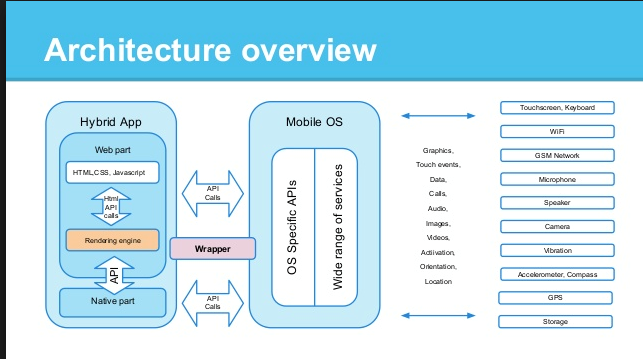 Architecture overview
Hybrid App
Web part
HTML,CSS, Javascript
Html
API
calls
Rendering engine
API
Native part
API
Calls
Wrapper
API
Calls
Mobile OS
OS Specific APIs
Wide range of services
Graphics,
Touch events,
Data,
Calls,
Audio,
Images,
Videos,
Actiivation,
Orientation,
Location
Touchscreen, Keyboard
WiFi
GSM Network
Microphone
Speaker
Camera
Vibration
Accelerometer, Compass
GPS
Storage